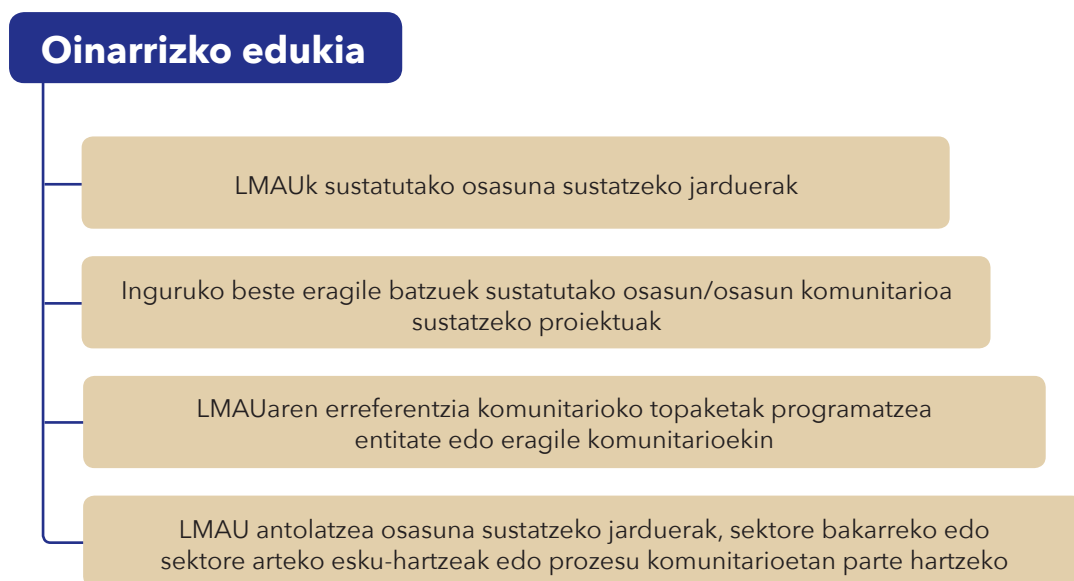 Oinarrizko edukia
LMAUk sustatutako osasuna sustatzeko jarduerak
Inguruko beste eragile batzuek sustatutako osasun/osasun komunitarioa
sustatzeko proiektuak
LMAUaren erreferentzia komunitarioko topaketak programatzea
entitate edo eragile komunitarioekin
LMAU antolatzea osasuna sustatzeko jarduerak, sektore bakarreko edo
sektore arteko esku-hartzeak edo prozesu komunitarioetan parte hartzeko